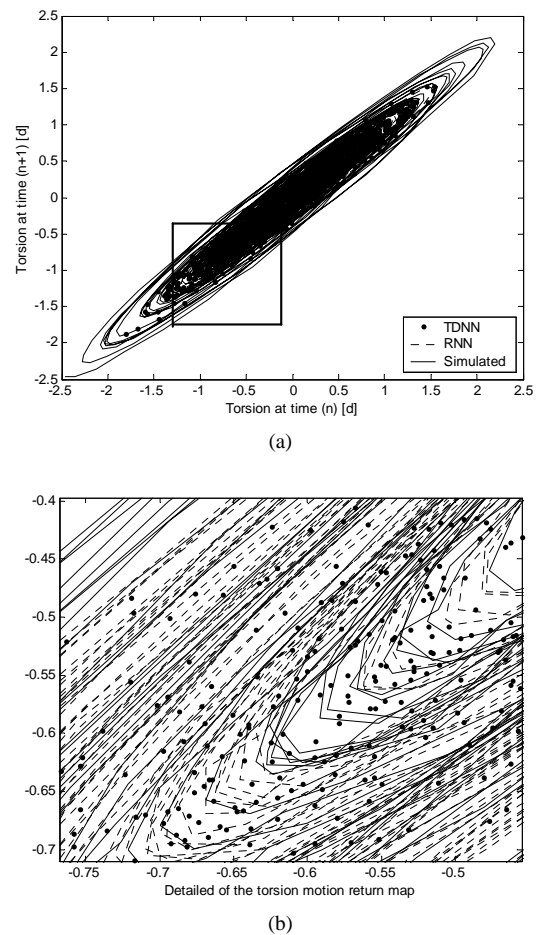 2.5
2
1.5
1
0.5
0
-0.5
-1
-1.5
-2
-2.5
Torsion at time (n+1) [d]
TDNN
RNN
Simulated
-2.5 -2 -1.5 -1 -0.5 0 0.5 1 1.5 2 2.5
Torsion at time (n) [d]
(a)
-0.4
-0.45
-0.5
-0.55
-0.6
-0.65
-0.7
-0.75 -0.7 -0.65 -0.6 -0.55 -0.5
Detailed of the torsion motion return map
(b)